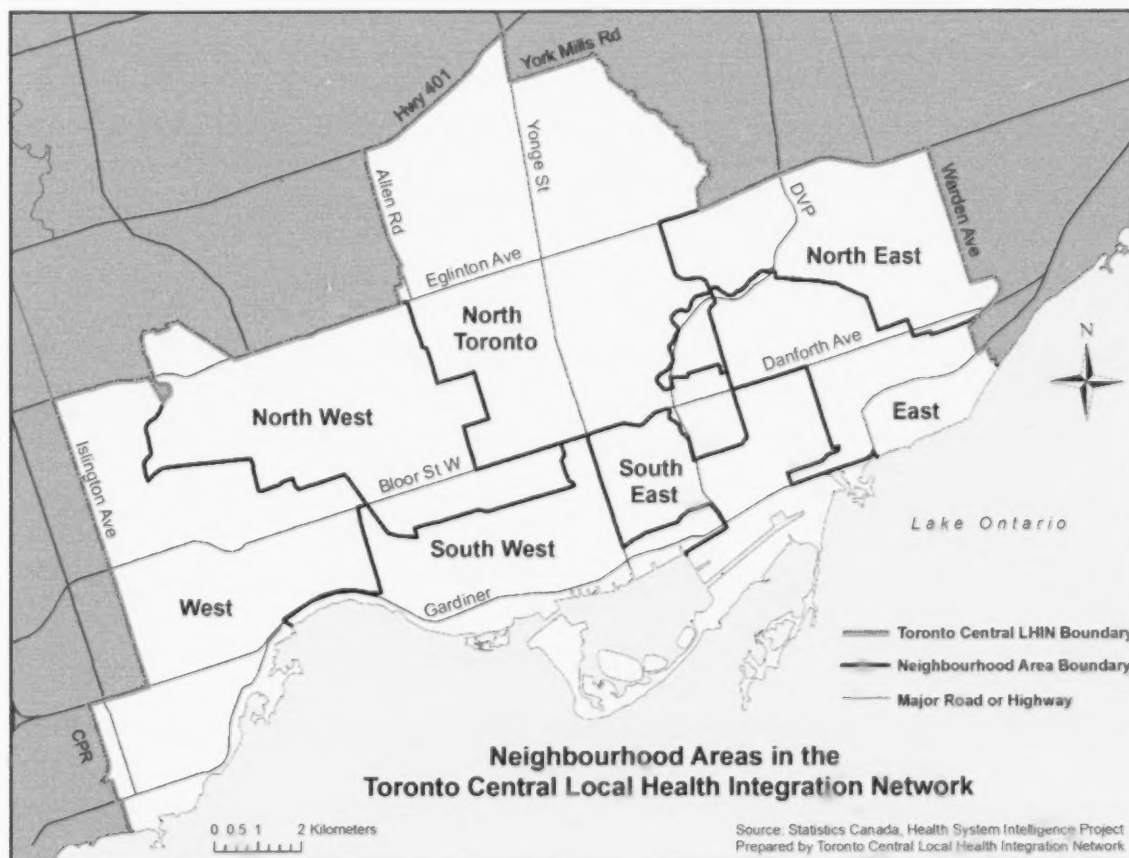 York Mills Rd
Hwy 401
Yonge St
Allen Rd
DVP
Warden Ave
North East
Eglinton Ave
North
Toronto
Danforth Ave
N
North West
East
Islington Ave
Bloor St W
South
East
Lake Ontario
South West
West
Gardiner
Toronto Central LHIN Boundary
Neighbourhood Area Boundary
Major Road or Highway
CPR
Neighbourhood Areas in the
Toronto Central Local Health Integration Network
0 0.5 1 2 Kilometers
Source: Statistics Canada, Health System Intelligence Project
Prepared by Toronto Central Local Health Integration Network